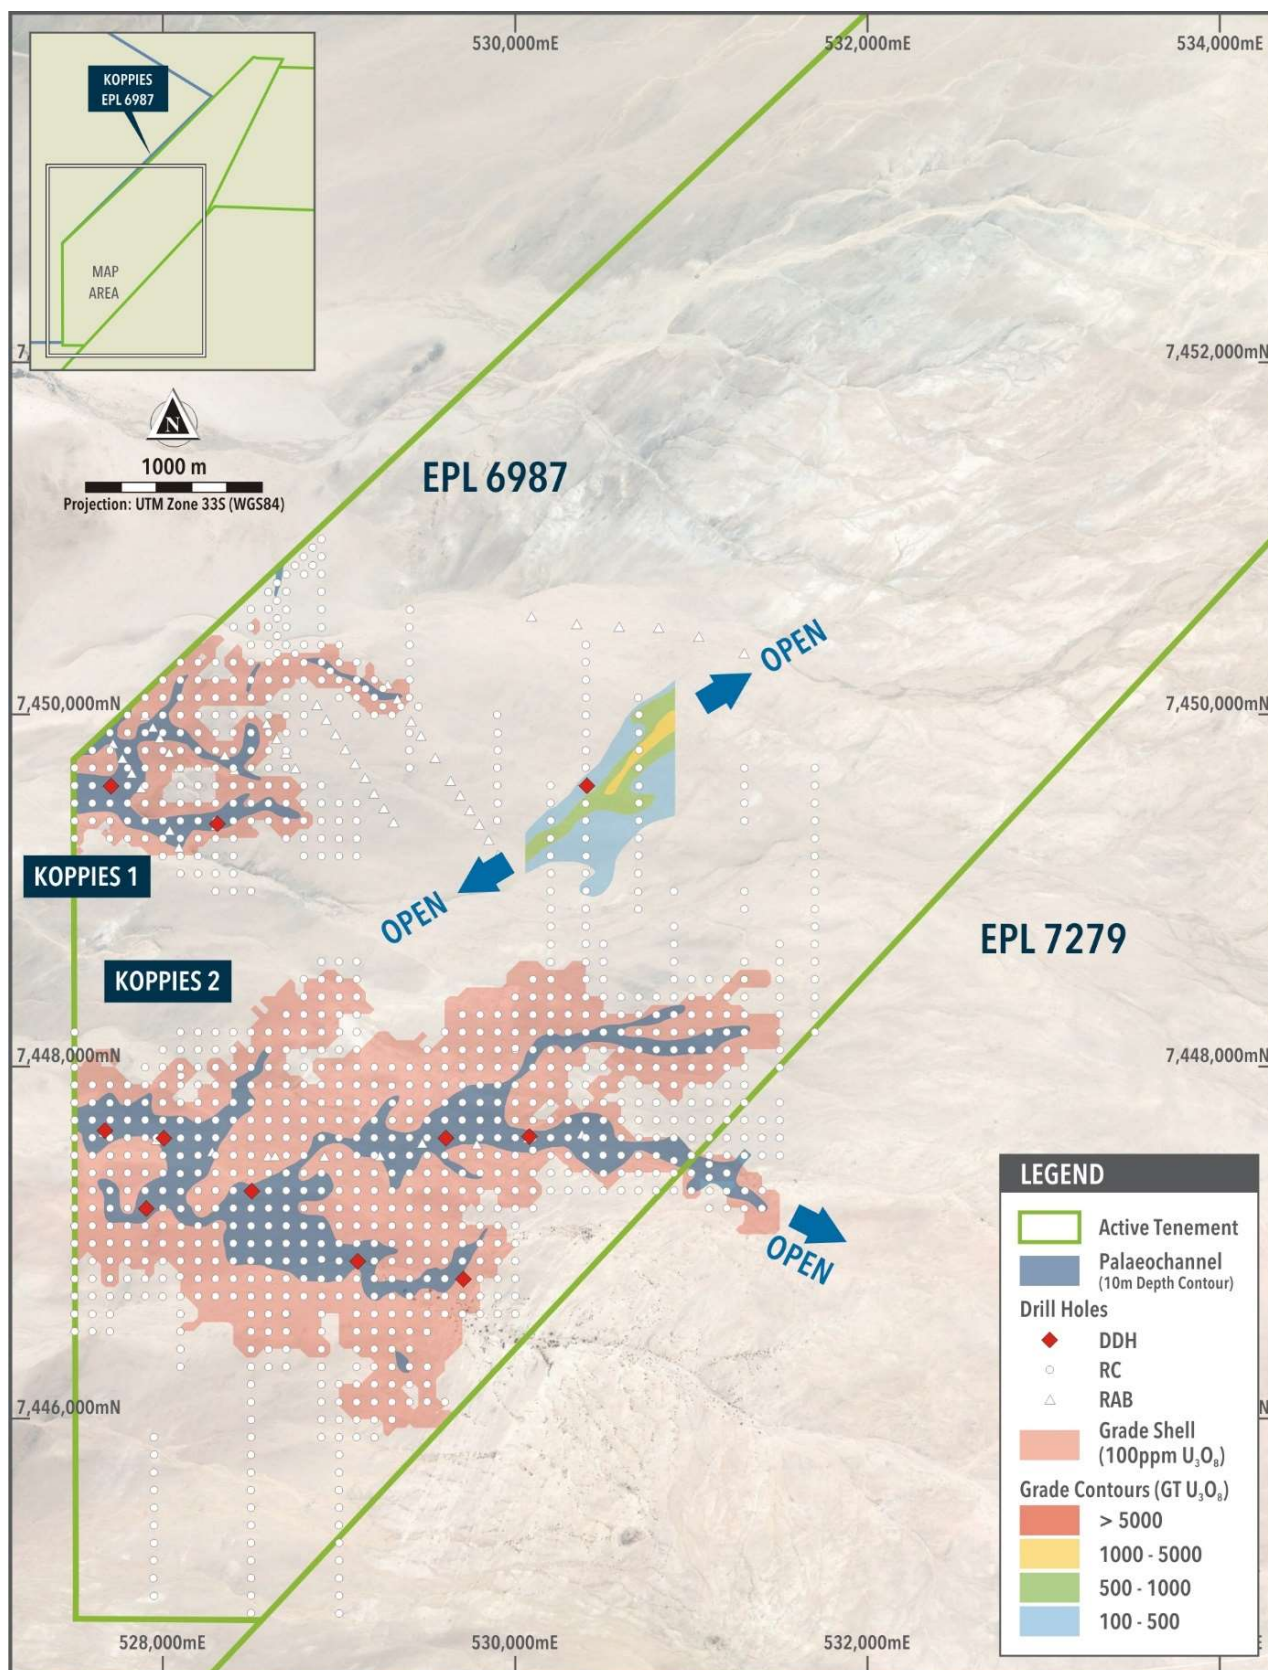 530,000mE
532,000mE
534,000mE
KOPPIES
EPL 6987
MAP
AREA
7,452,000mN
N
1000 m
Projection: UTM Zone 33S (WGS84)
EPL 6987
OPEN
7,450,000mN
7,450,000mN
KOPPIES 1
OPEN
EPL 7279
KOPPIES 2
7,448,000mN
7,448,000mN
OPEN
7,446,000mN
LEGEND
Active Tenement
Palaeochannel
(10m Depth Contour)
Drill Holes
DDH
RC
RAB
Grade Shell
(100ppm U₃O₈)
Grade Contours (GT U₃O₈)
> 5000
1000 - 5000
500 - 1000
100 - 500
528,000mE
530,000mE
532,000mE